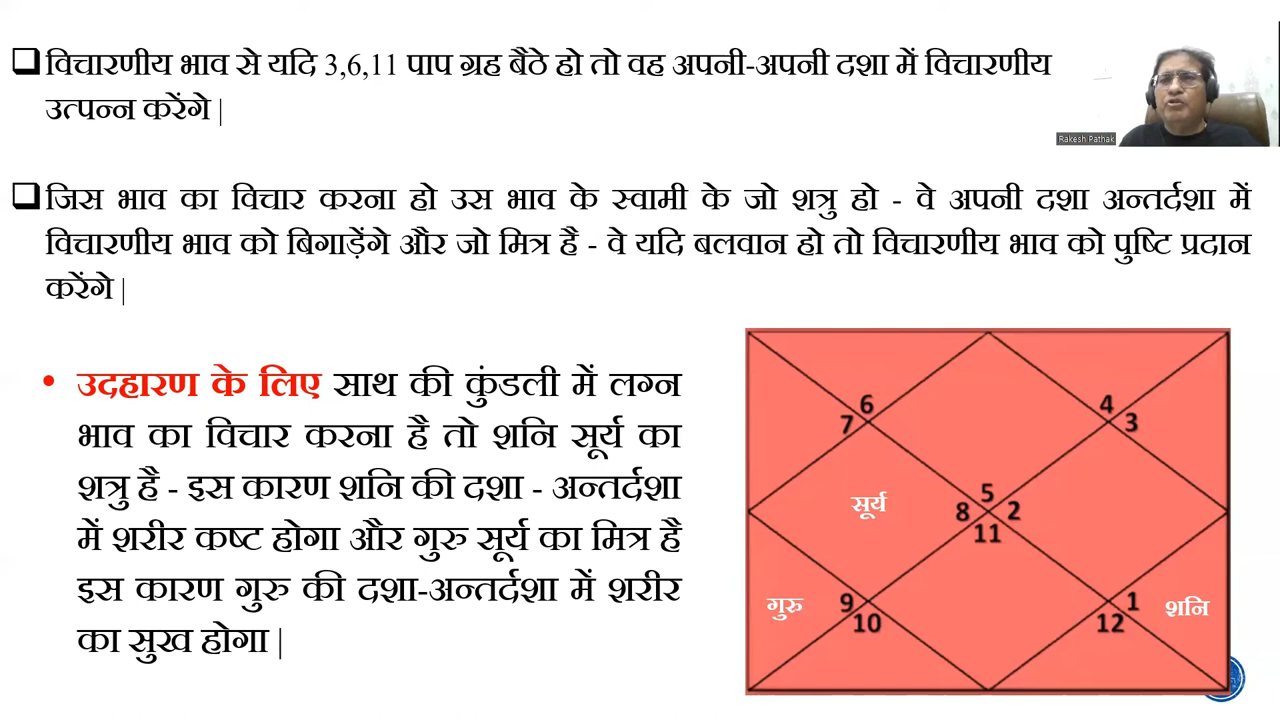 विचारणीय भाव से यदि 3,6,11 पाप ग्रह बैठे हो तो वह अपनी-अपनी दशा में विचारणीय
उत्पन्न करेंगे |
Rakesh Pathak
जिस भाव का विचार करना हो उस भाव के स्वामी के जो शत्रु हो - वे अपनी दशा अन्तर्दशा में
विचारणीय भाव को बिगाड़ेंगे और जो मित्र है - वे यदि बलवान हो तो विचारणीय भाव को पुष्टि प्रदान
करेंगे |
• उदहारण के लिए साथ की कुंडली में लग्न
भाव का विचार करना है तो शनि सूर्य का
शत्रु है - इस कारण शनि की दशा - अन्तर्दशा
में शरीर कष्ट होगा और गुरु सूर्य का मित्र है
इस कारण गुरु की दशा-अन्तर्दशा में शरीर
का सुख होगा |
6 4
7 3
सूर्य 5
8 2
11
गुरु 9 1 शनि
10 12